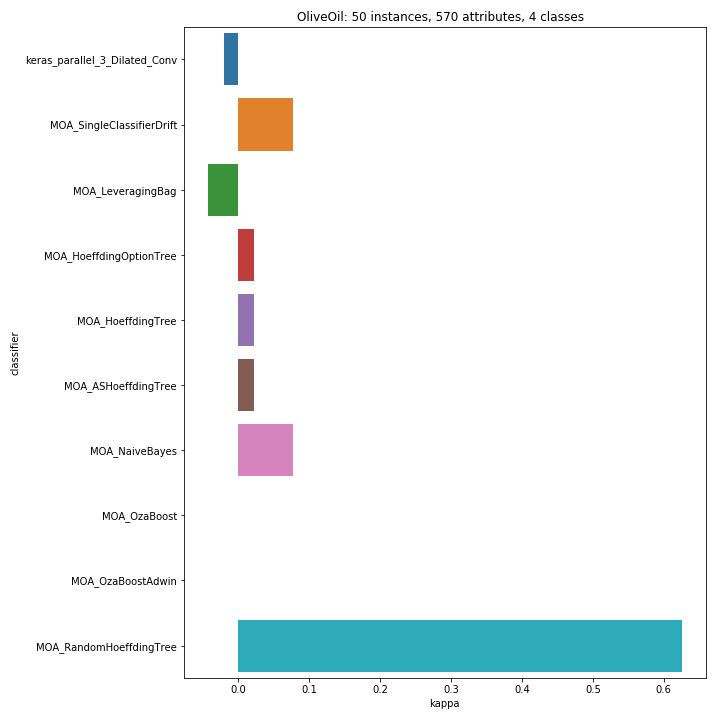 OliveOil: 50 instances, 570 attributes, 4 classes
keras_parallel_3_Dilated_Conv
MOA_SingleClassifierDrift
MOA_LeveragingBag
MOA_HoeffdingOptionTree
MOA_HoeffdingTree
MOA_ASHoeffdingTree
MOA_NaiveBayes
MOA_OzaBoost
MOA_OzaBoostAdwin
MOA_RandomHoeffdingTree
classifier
0.0 0.1 0.2 0.3 0.4 0.5 0.6
kappa